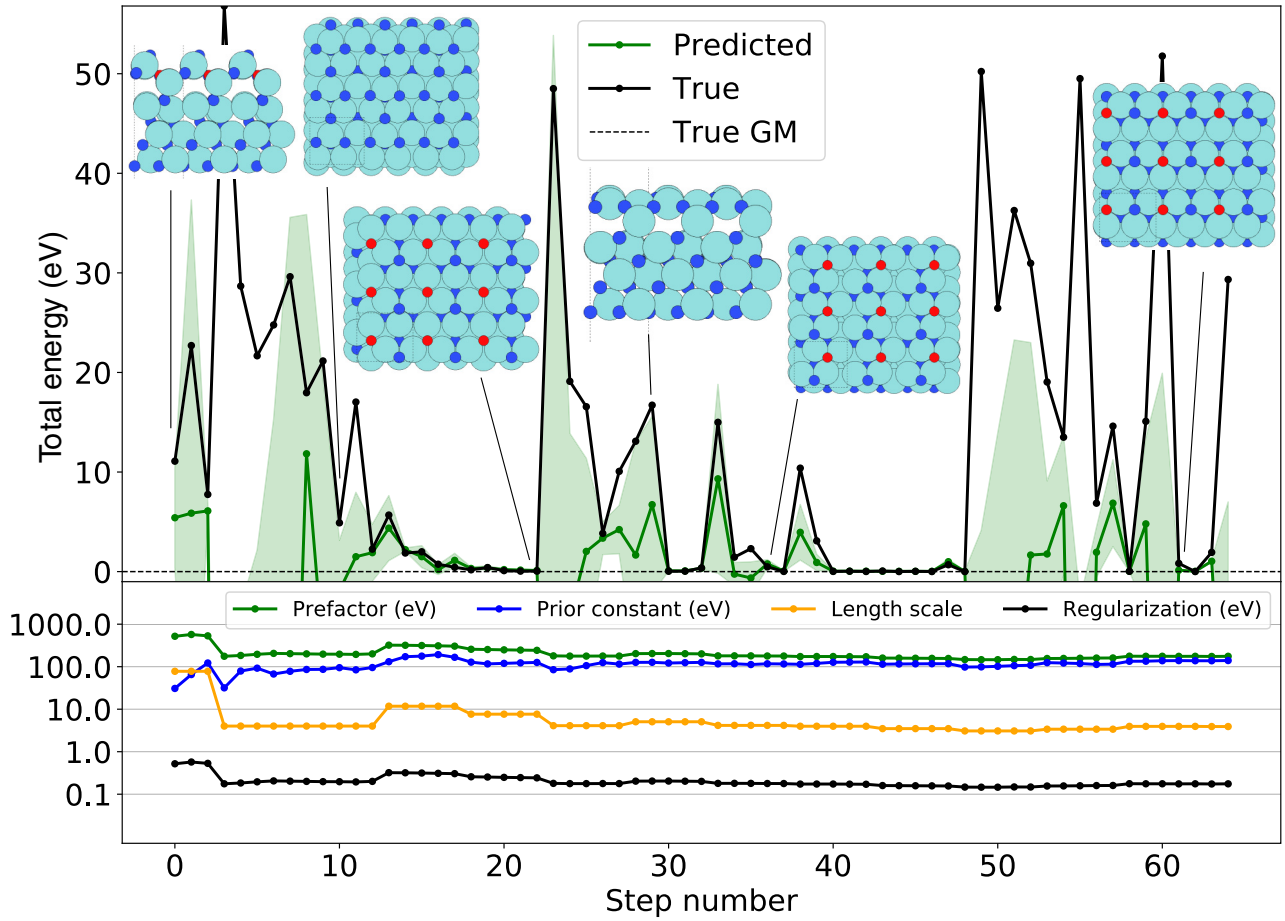 Predicted
True
True GM
Total energy (eV)
50
40
30
20
10
0
Prefactor (eV)
Prior constant (eV)
Length scale
Regularization (eV)
1000.0
100.0
10.0
1.0
0.1
0 10 20 30 40 50 60
Step number